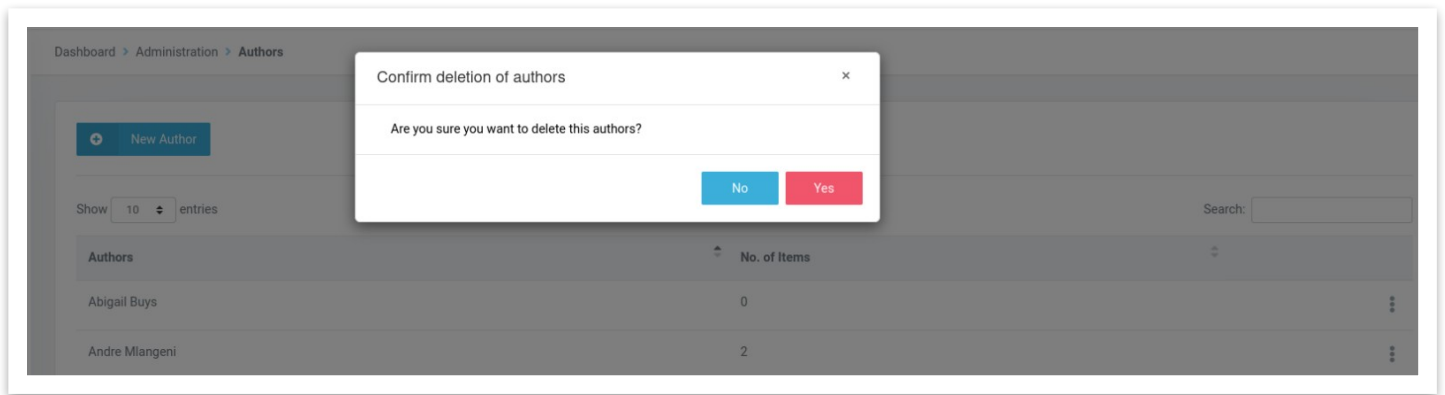 Dashboard > Administration > Authors
Confirm deletion of authors ×
Are you sure you want to delete this authors?
New Author
No Yes
Show 10 entries Search:
Authors No. of Items
Abigail Buys 0
Andre Mlangeni 2